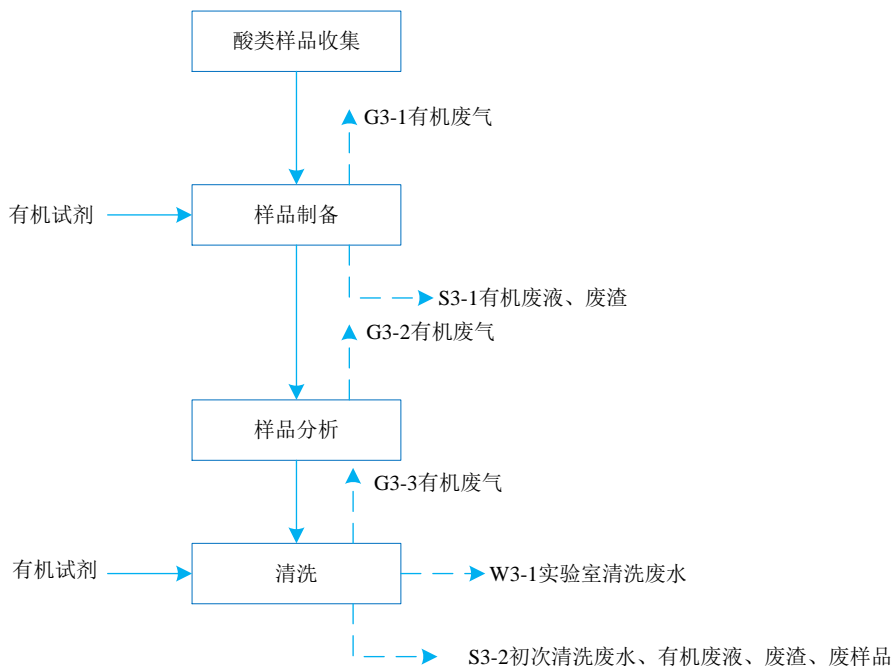 酸类样品收集
G3-1有机废气
有机试剂
样品制备
S3-1有机废液、废渣
G3-2有机废气
样品分析
G3-3有机废气
有机试剂
清洗
W3-1实验室清洗废水
S3-2初次清洗废水、有机废液、废渣、废样品